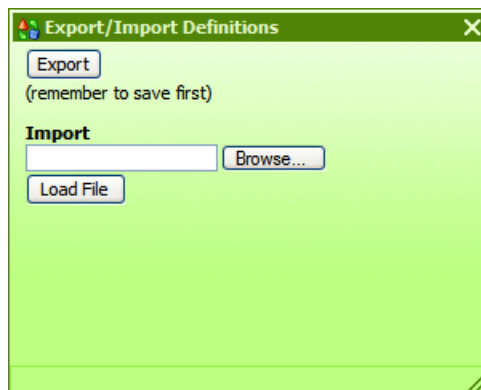 Export/Import Definitions
Export
(remember to save first)
Import
Browse...
Load File